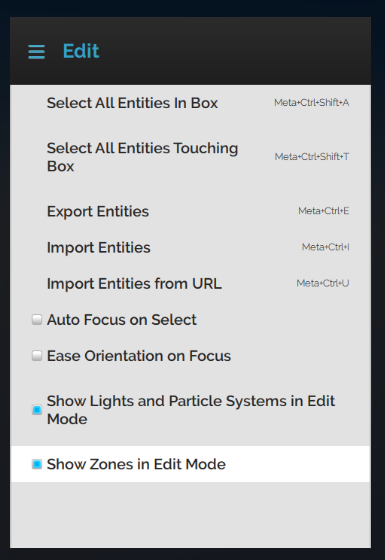 Edit
Select All Entities In Box Meta+Ctrl+Shift+A
Select All Entities Touching
Box Meta+Ctrl+Shift+T
Export Entities Meta+Ctrl+E
Import Entities Meta+Ctrl+I
Import Entities from URL Meta+Ctrl+U
Auto Focus on Select
Ease Orientation on Focus
Show Lights and Particle Systems in Edit
Mode
Show Zones in Edit Mode